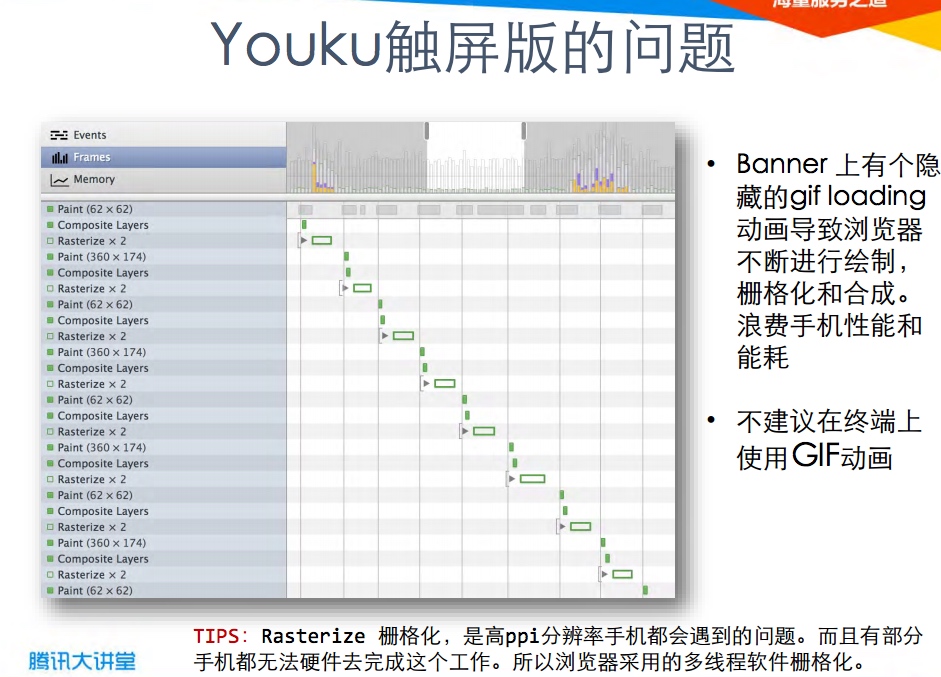 海量服务之道
Youku触屏版的问题
Events
Frames
Memory
Paint (62 × 62)
Composite Layers
Rasterize × 2
Paint (360 × 174)
Composite Layers
Rasterize × 2
Paint (62 × 62)
Composite Layers
Rasterize × 2
Paint (360 × 174)
Composite Layers
Rasterize × 2
Paint (62 × 62)
Composite Layers
Rasterize × 2
Paint (360 × 174)
Composite Layers
Rasterize × 2
Paint (62 × 62)
Composite Layers
Rasterize × 2
Paint (360 × 174)
Composite Layers
Rasterize × 2
Paint (62 × 62)
• Banner 上有个隐
藏的gif loading
动画导致浏览器
不断进行绘制，
栅格化和合成。
浪费手机性能和
能耗
• 不建议在终端上
使用GIF动画
TIPS：Rasterize 栅格化，是高ppi分辨率手机都会遇到的问题。而且有部分
手机都无法硬件去完成这个工作。所以浏览器采用的多线程软件栅格化。
腾讯大讲堂